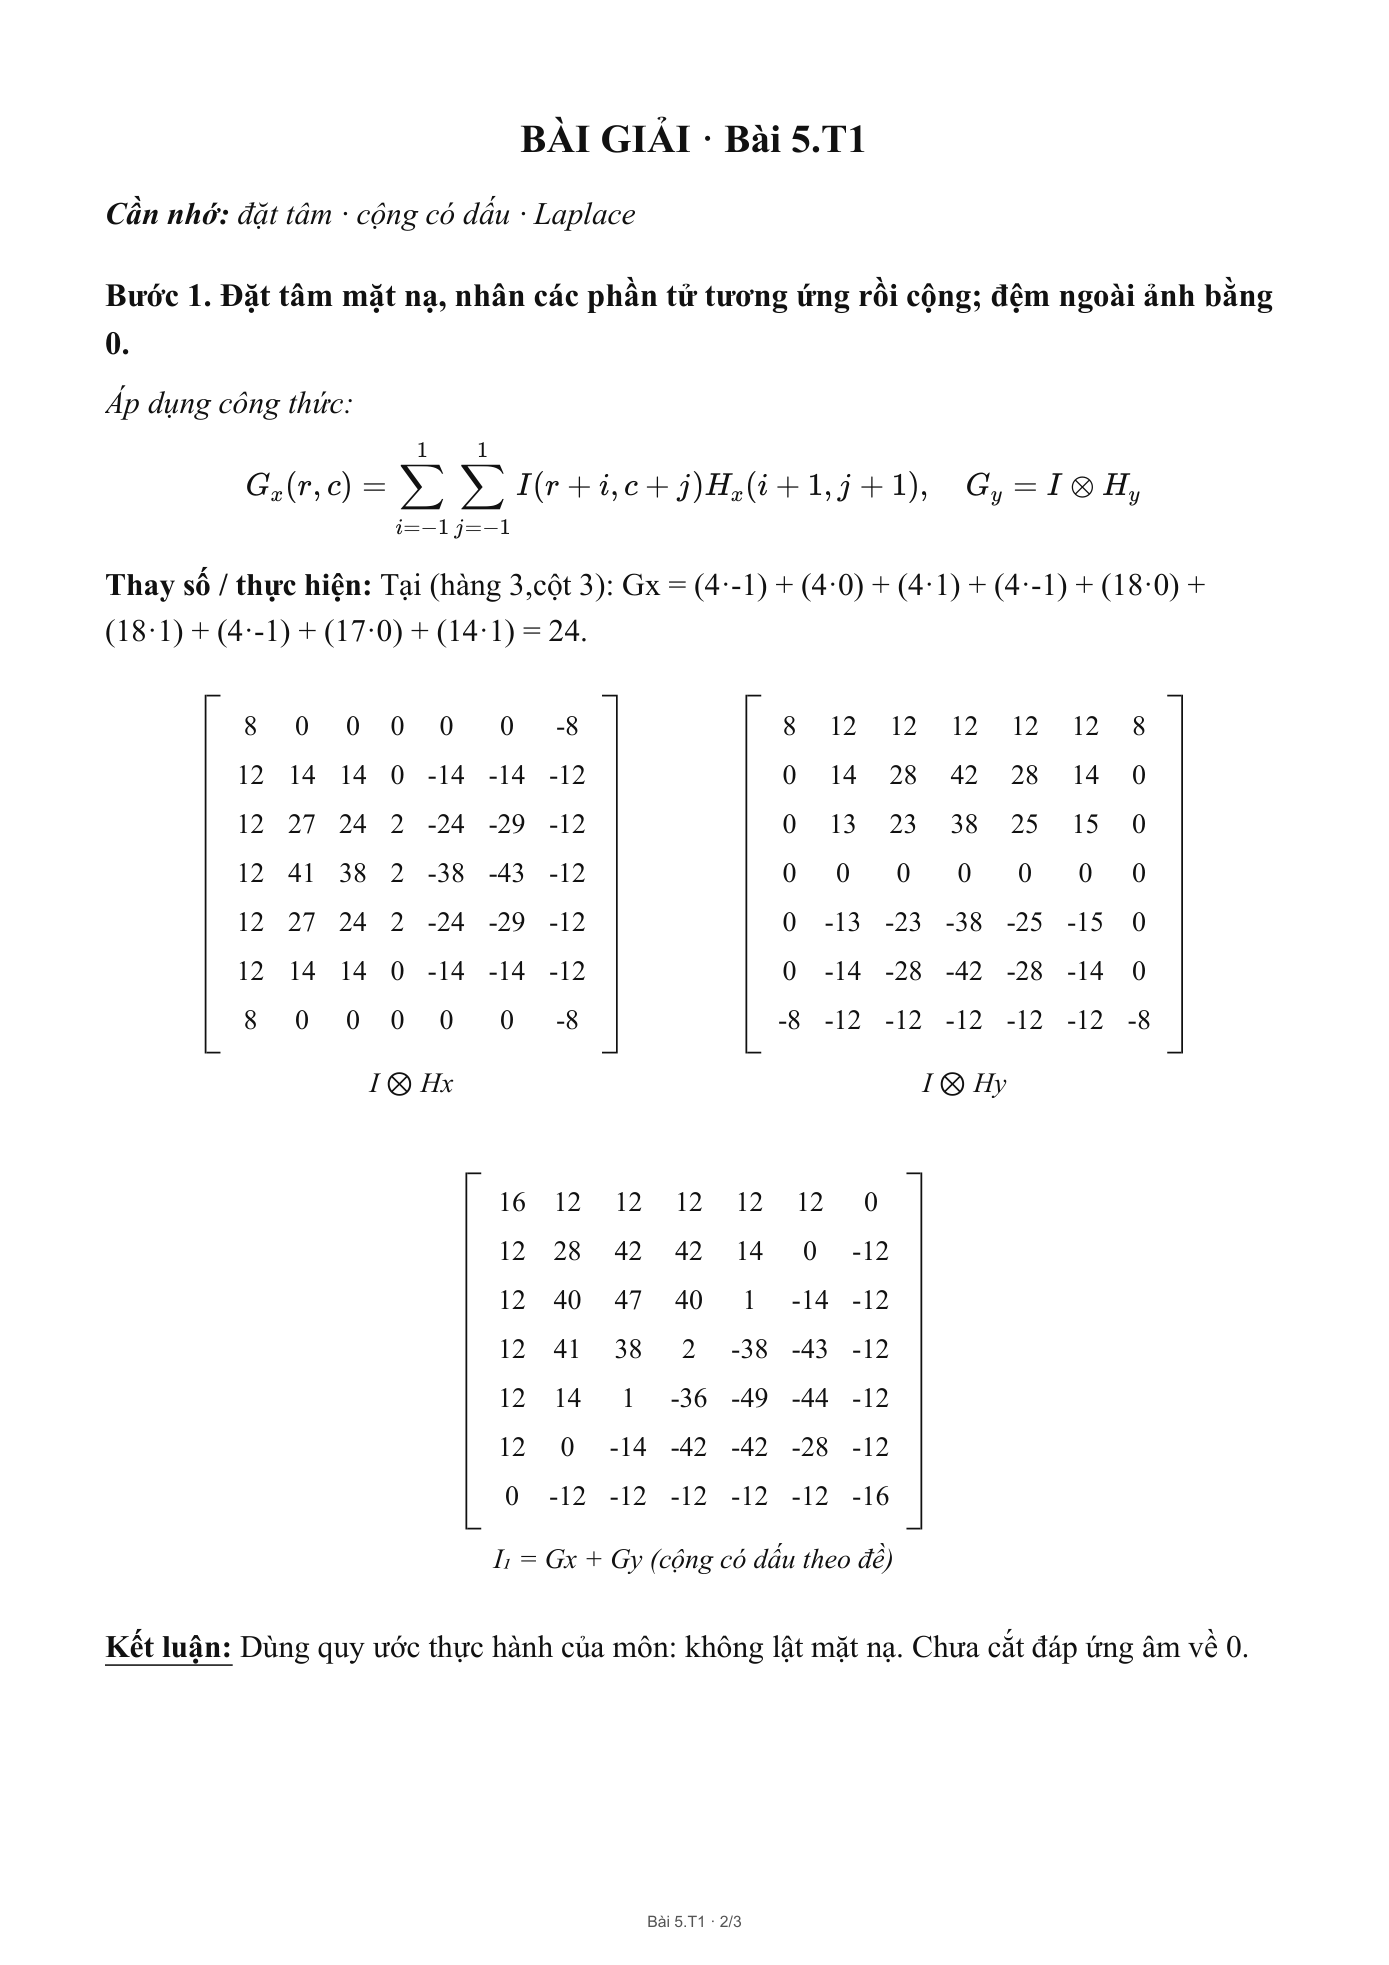 BÀI GIẢI · Bài 5.T1
Cần nhớ: đặt tâm · cộng có dấu · Laplace
Bước 1. Đặt tâm mặt nạ, nhân các phần tử tương ứng rồi cộng; đệm ngoài ảnh bằng
0.
Áp dụng công thức:
G_x(r, c) = ∑_{i=−1}^{1} ∑_{j=−1}^{1} I(r + i, c + j)H_x(i + 1, j + 1), G_y = I ⊗ H_y
Thay số / thực hiện: Tại (hàng 3,cột 3): Gx = (4·-1) + (4·0) + (4·1) + (4·-1) + (18·0) +
(18·1) + (4·-1) + (17·0) + (14·1) = 24.
8 0 0 0 0 0 -8
12 14 14 0 -14 -14 -12
12 27 24 2 -24 -29 -12
12 41 38 2 -38 -43 -12
12 27 24 2 -24 -29 -12
12 14 14 0 -14 -14 -12
8 0 0 0 0 0 -8
I ⊗ Hx
8 12 12 12 12 12 8
0 14 28 42 28 14 0
0 13 23 38 25 15 0
0 0 0 0 0 0 0
0 -13 -23 -38 -25 -15 0
0 -14 -28 -42 -28 -14 0
-8 -12 -12 -12 -12 -12 -8
I ⊗ Hy
16 12 12 12 12 12 0
12 28 42 42 14 0 -12
12 40 47 40 1 -14 -12
12 41 38 2 -38 -43 -12
12 14 1 -36 -49 -44 -12
12 0 -14 -42 -42 -28 -12
0 -12 -12 -12 -12 -12 -16
I₁ = Gx + Gy (cộng có dấu theo đề)
Kết luận: Dùng quy ước thực hành của môn: không lật mặt nạ. Chưa cắt đáp ứng âm về 0.
Bài 5.T1 · 2/3